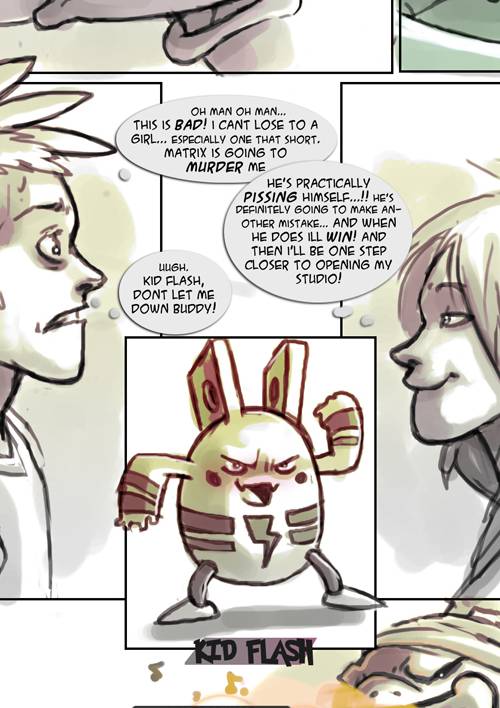 OH MAN OH MAN...
THIS IS BAD! I CANT LOSE TO A
GIRL... ESPECIALLY ONE THAT SHORT.
MATRIX IS GOING TO
MURDER ME
HE'S PRACTICALLY
PISSING HIMSELF...!! HE'S
DEFINITELY GOING TO MAKE AN-
OTHER MISTAKE... AND WHEN
HE DOES ILL WIN! AND
THEN I'LL BE ONE STEP
CLOSER TO OPENING MY
STUDIO!
UUGH.
KID FLASH,
DONT LET ME
DOWN BUDDY!
KID FLASH